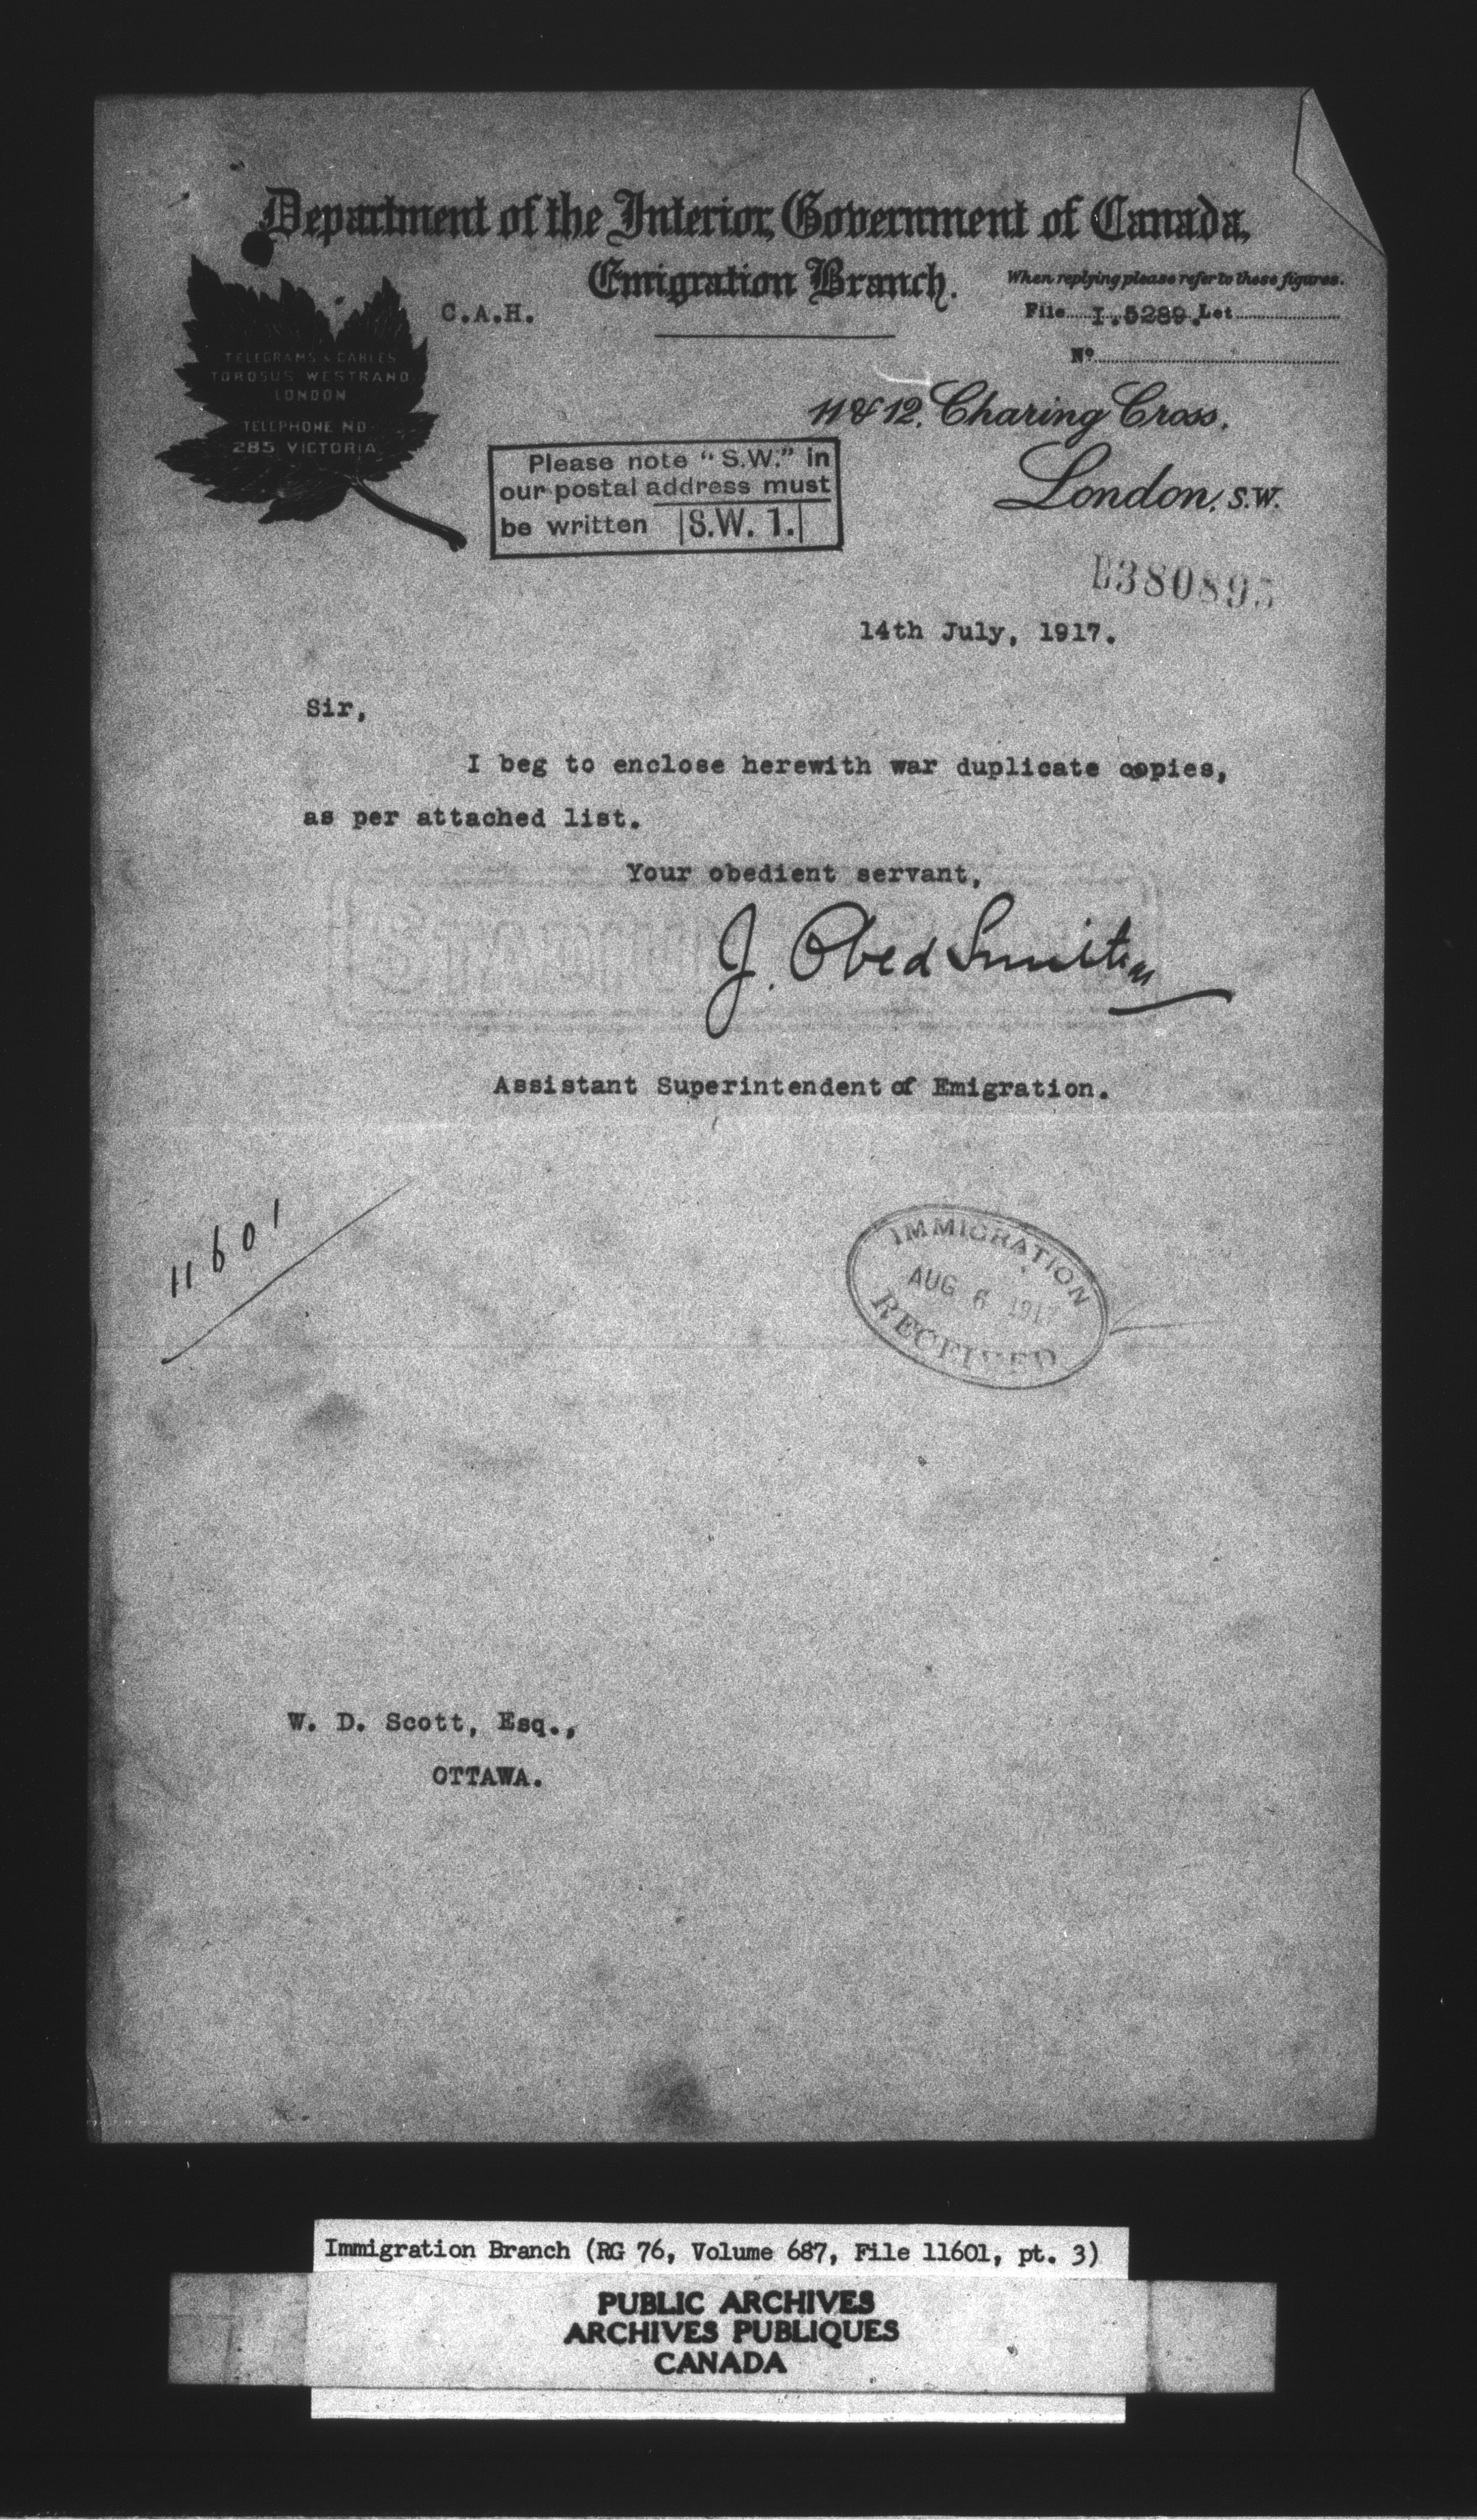 Department of the Interior, Government of Canada,
Emigration Branch.
When replying please refer to these figures.
C.A.H.
File I.5289. Let
No
TELEGRAMS & CABLES
TOROSUS WESTRAND
LONDON
TELEPHONE NO
285 VICTORIA
11 & 12, Charing Cross,
London, S.W.
Please note "S.W." in
our postal address must
be written S.W. 1.
B380895
14th July, 1917.
Sir,
I beg to enclose herewith war duplicate copies,
as per attached list.
Your obedient servant,
J. Obed Smith
Assistant Superintendent of Emigration.
11601
IMMIGRATION
AUG 6 1917
RECEIVED
W. D. Scott, Esq.,
OTTAWA.
Immigration Branch (RG 76, Volume 687, File 11601, pt. 3)
PUBLIC ARCHIVES
ARCHIVES PUBLIQUES
CANADA